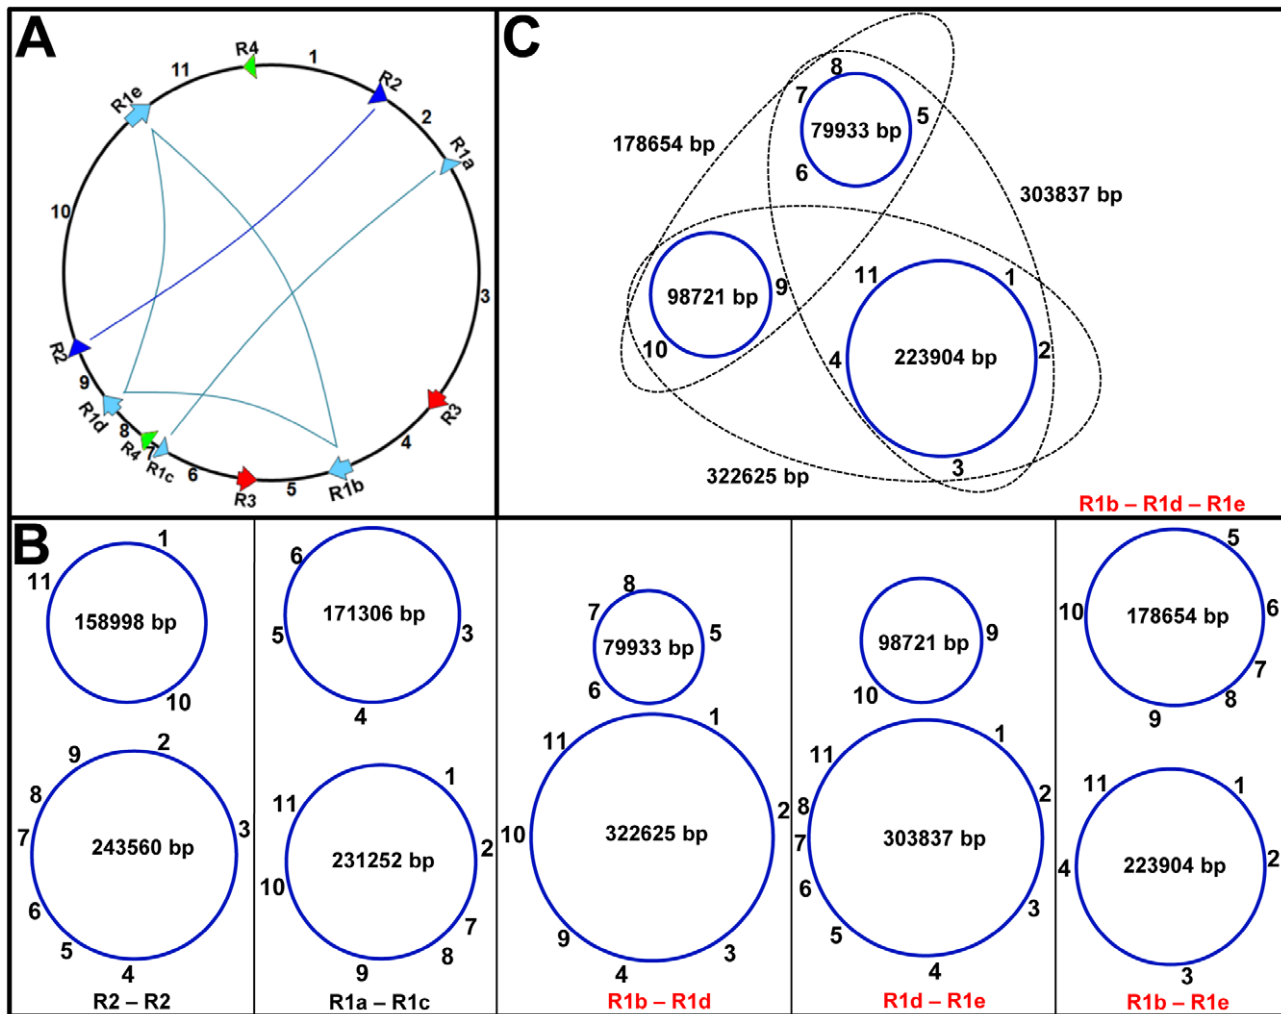 A
R4
1
11
R2
R1e
2
R1a
10
3
R2
9
R1d
8
R4
7
R1c
6
R3
5
R1b
4
R3
C
8
7
5
79933 bp
6
178654 bp
303837 bp
98721 bp
9
10
11
1
4
223904 bp
2
3
322625 bp
R1b – R1d – R1e
B
1
11
158998 bp
10
2
9
8
3
7
243560 bp
6
5
4
R2 – R2
6
171306 bp
5
3
4
1
11
2
231252 bp
10
7
8
9
R1a – R1c
8
7
5
79933 bp
6
1
11
2
10
322625 bp
9
3
4
R1b – R1d
98721 bp
9
10
1
11
2
8
7
303837 bp
6
3
5
4
R1d – R1e
5
10
178654 bp
6
7
8
9
11
1
4
223904 bp
2
3
R1b – R1e